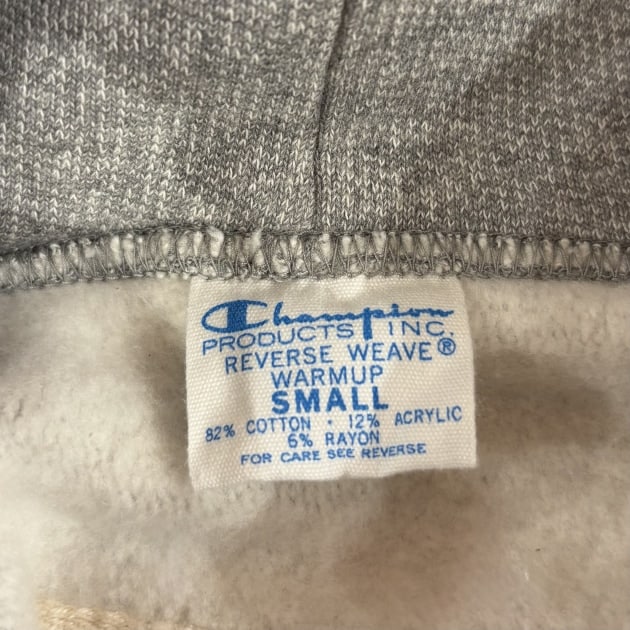 Champion
PRODUCTS INC.
REVERSE WEAVE®
WARMUP
SMALL
82% COTTON · 12% ACRYLIC
6% RAYON
FOR CARE SEE REVERSE